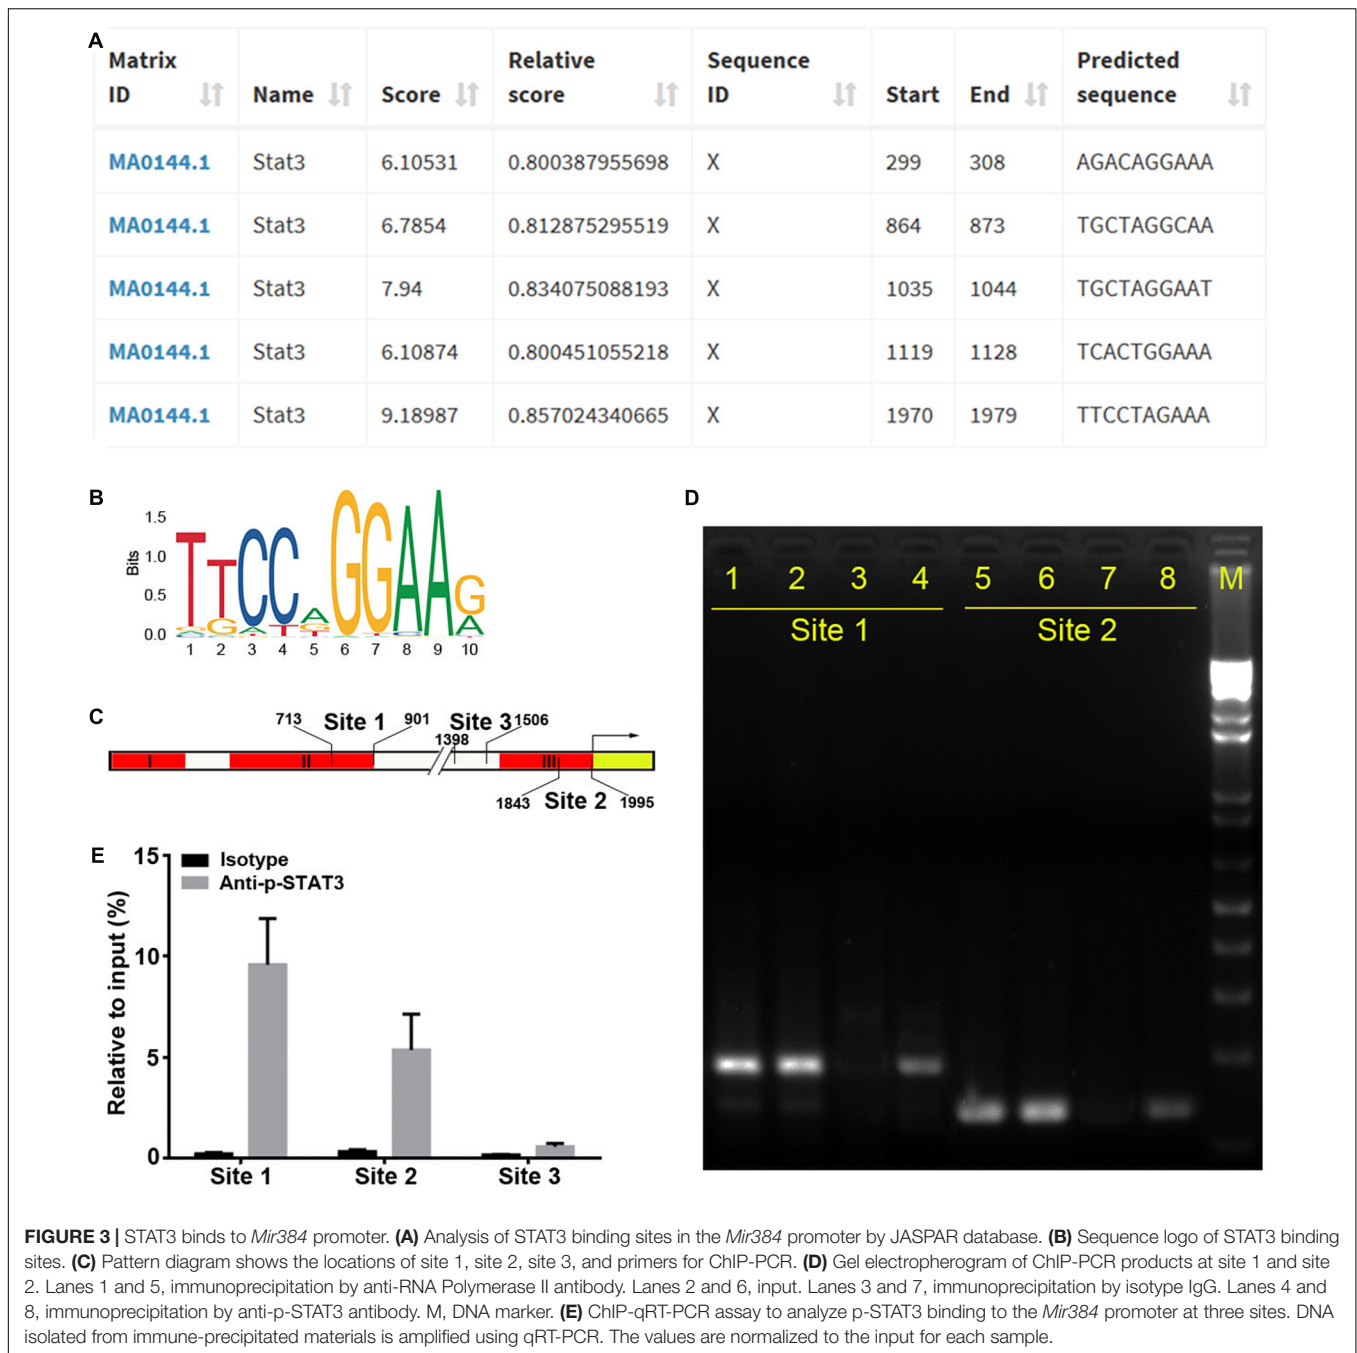 A
Matrix ID Name Score Relative score Sequence ID Start End Predicted sequence
MA0144.1 Stat3 6.10531 0.800387955698 X 299 308 AGACAGGAAA
MA0144.1 Stat3 6.7854 0.812875295519 X 864 873 TGCTAGGCAA
MA0144.1 Stat3 7.94 0.834075088193 X 1035 1044 TGCTAGGAAT
MA0144.1 Stat3 6.10874 0.800451055218 X 1119 1128 TCACTGGAAA
MA0144.1 Stat3 9.18987 0.857024340665 X 1970 1979 TTCCTAGAAA
B
Bits
1.5
1.0
0.5
0.0
TTCCAGGAAG
1 2 3 4 5 6 7 8 9 10
C
713 Site 1 901 Site 3 1506
1398
I II III
1843 Site 2 1995
D
1 2 3 4 5 6 7 8 M
Site 1 Site 2
E
Relative to input (%)
15
10
5
0
Isotype
Anti-p-STAT3
Site 1 Site 2 Site 3
FIGURE 3 | STAT3 binds to Mir384 promoter. (A) Analysis of STAT3 binding sites in the Mir384 promoter by JASPAR database. (B) Sequence logo of STAT3 binding
sites. (C) Pattern diagram shows the locations of site 1, site 2, site 3, and primers for ChIP-PCR. (D) Gel electropherogram of ChIP-PCR products at site 1 and site
2. Lanes 1 and 5, immunoprecipitation by anti-RNA Polymerase II antibody. Lanes 2 and 6, input. Lanes 3 and 7, immunoprecipitation by isotype IgG. Lanes 4 and
8, immunoprecipitation by anti-p-STAT3 antibody. M, DNA marker. (E) ChIP-qRT-PCR assay to analyze p-STAT3 binding to the Mir384 promoter at three sites. DNA
isolated from immune-precipitated materials is amplified using qRT-PCR. The values are normalized to the input for each sample.